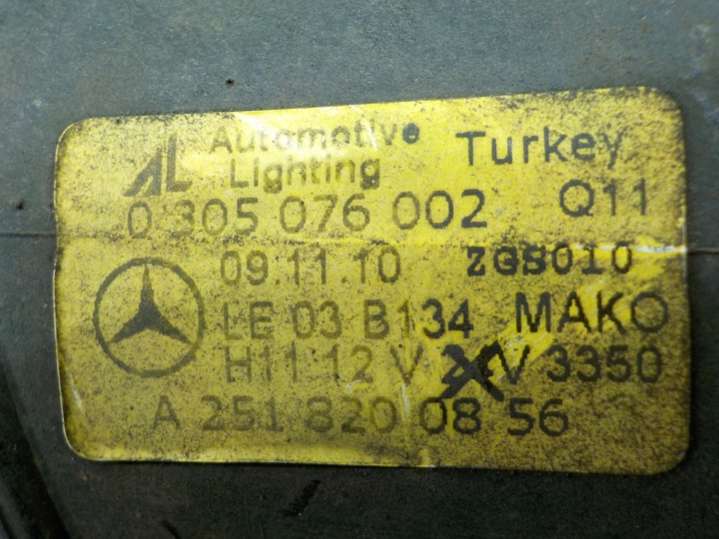 AL Automotive Lighting Turkey
0 305 076 002 Q11
09.11.10 ZGS010
LE 03 B134 MAKO
H11 12 V V 3350
A 251 820 08 56